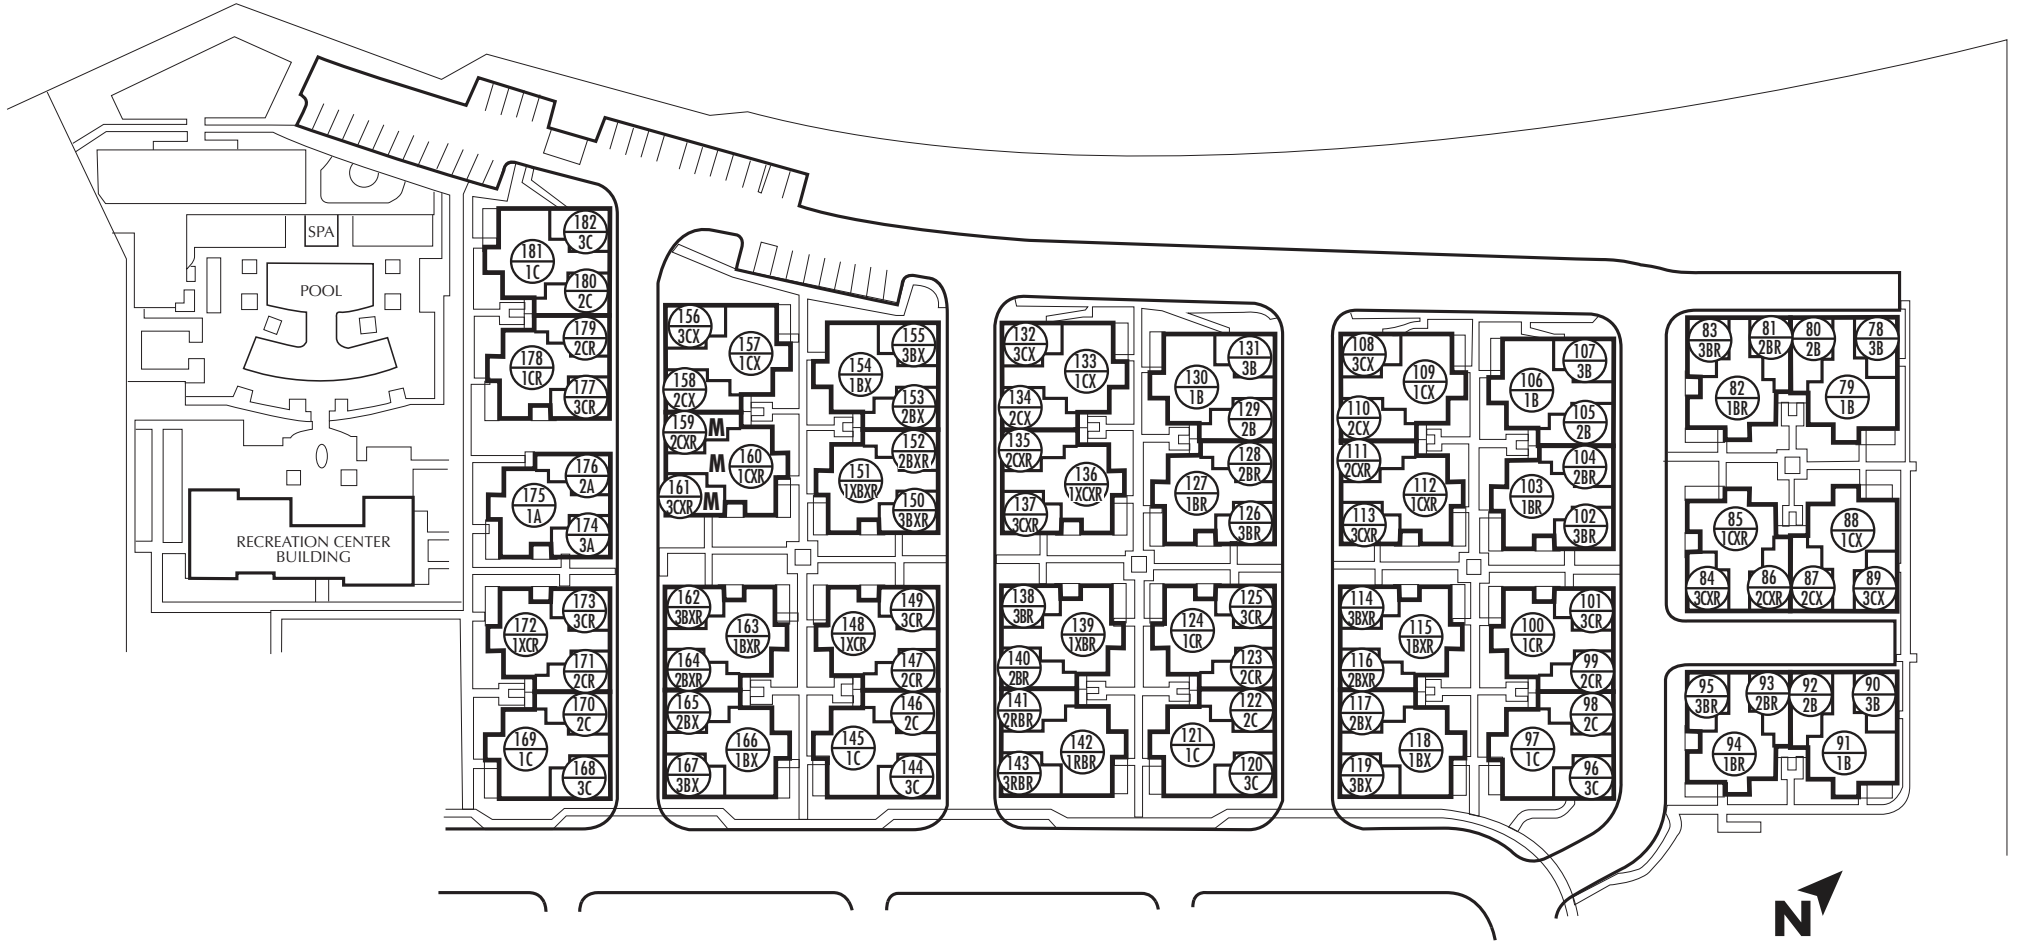 SPA
POOL
RECREATION CENTER
BUILDING
182
3C
181
1C
180
2C
179
2CR
178
1CR
177
3CR
176
2A
175
1A
174
3A
173
3CR
172
1XCR
171
2CR
170
2C
169
1C
168
3C
156
3CX
157
1CX
158
2CX
159
2CXR
M
M
160
1CXR
161
3CXR
M
155
3BX
154
1BX
153
2BX
152
2BXR
151
1XBXR
150
3BXR
162
3BXR
163
1BXR
164
2BXR
165
2BX
166
1BX
167
3BX
149
3CR
148
1XCR
147
2CR
146
2C
145
1C
144
3C
132
3CX
133
1CX
134
2CX
135
2CXR
136
1XCXR
137
3CXR
131
3B
130
1B
129
2B
128
2BR
127
1BR
126
3BR
138
3BR
139
1XBR
140
2BR
141
2RBR
142
1RBR
143
3RBR
125
3CR
124
1CR
123
2CR
122
2C
121
1C
120
3C
108
3CX
109
1CX
110
2CX
111
2CXR
112
1CXR
113
3CXR
107
3B
106
1B
105
2B
104
2BR
103
1BR
102
3BR
114
3BXR
115
1BXR
116
2BXR
117
2BX
118
1BX
119
3BX
101
3CR
100
1CR
99
2CR
98
2C
97
1C
96
3C
83
3BR
81
2BR
80
2B
78
3B
82
1BR
79
1B
85
1CXR
88
1CX
84
3CXR
86
2CXR
87
2CX
89
3CX
95
3BR
93
2BR
92
2B
90
3B
94
1BR
91
1B
N